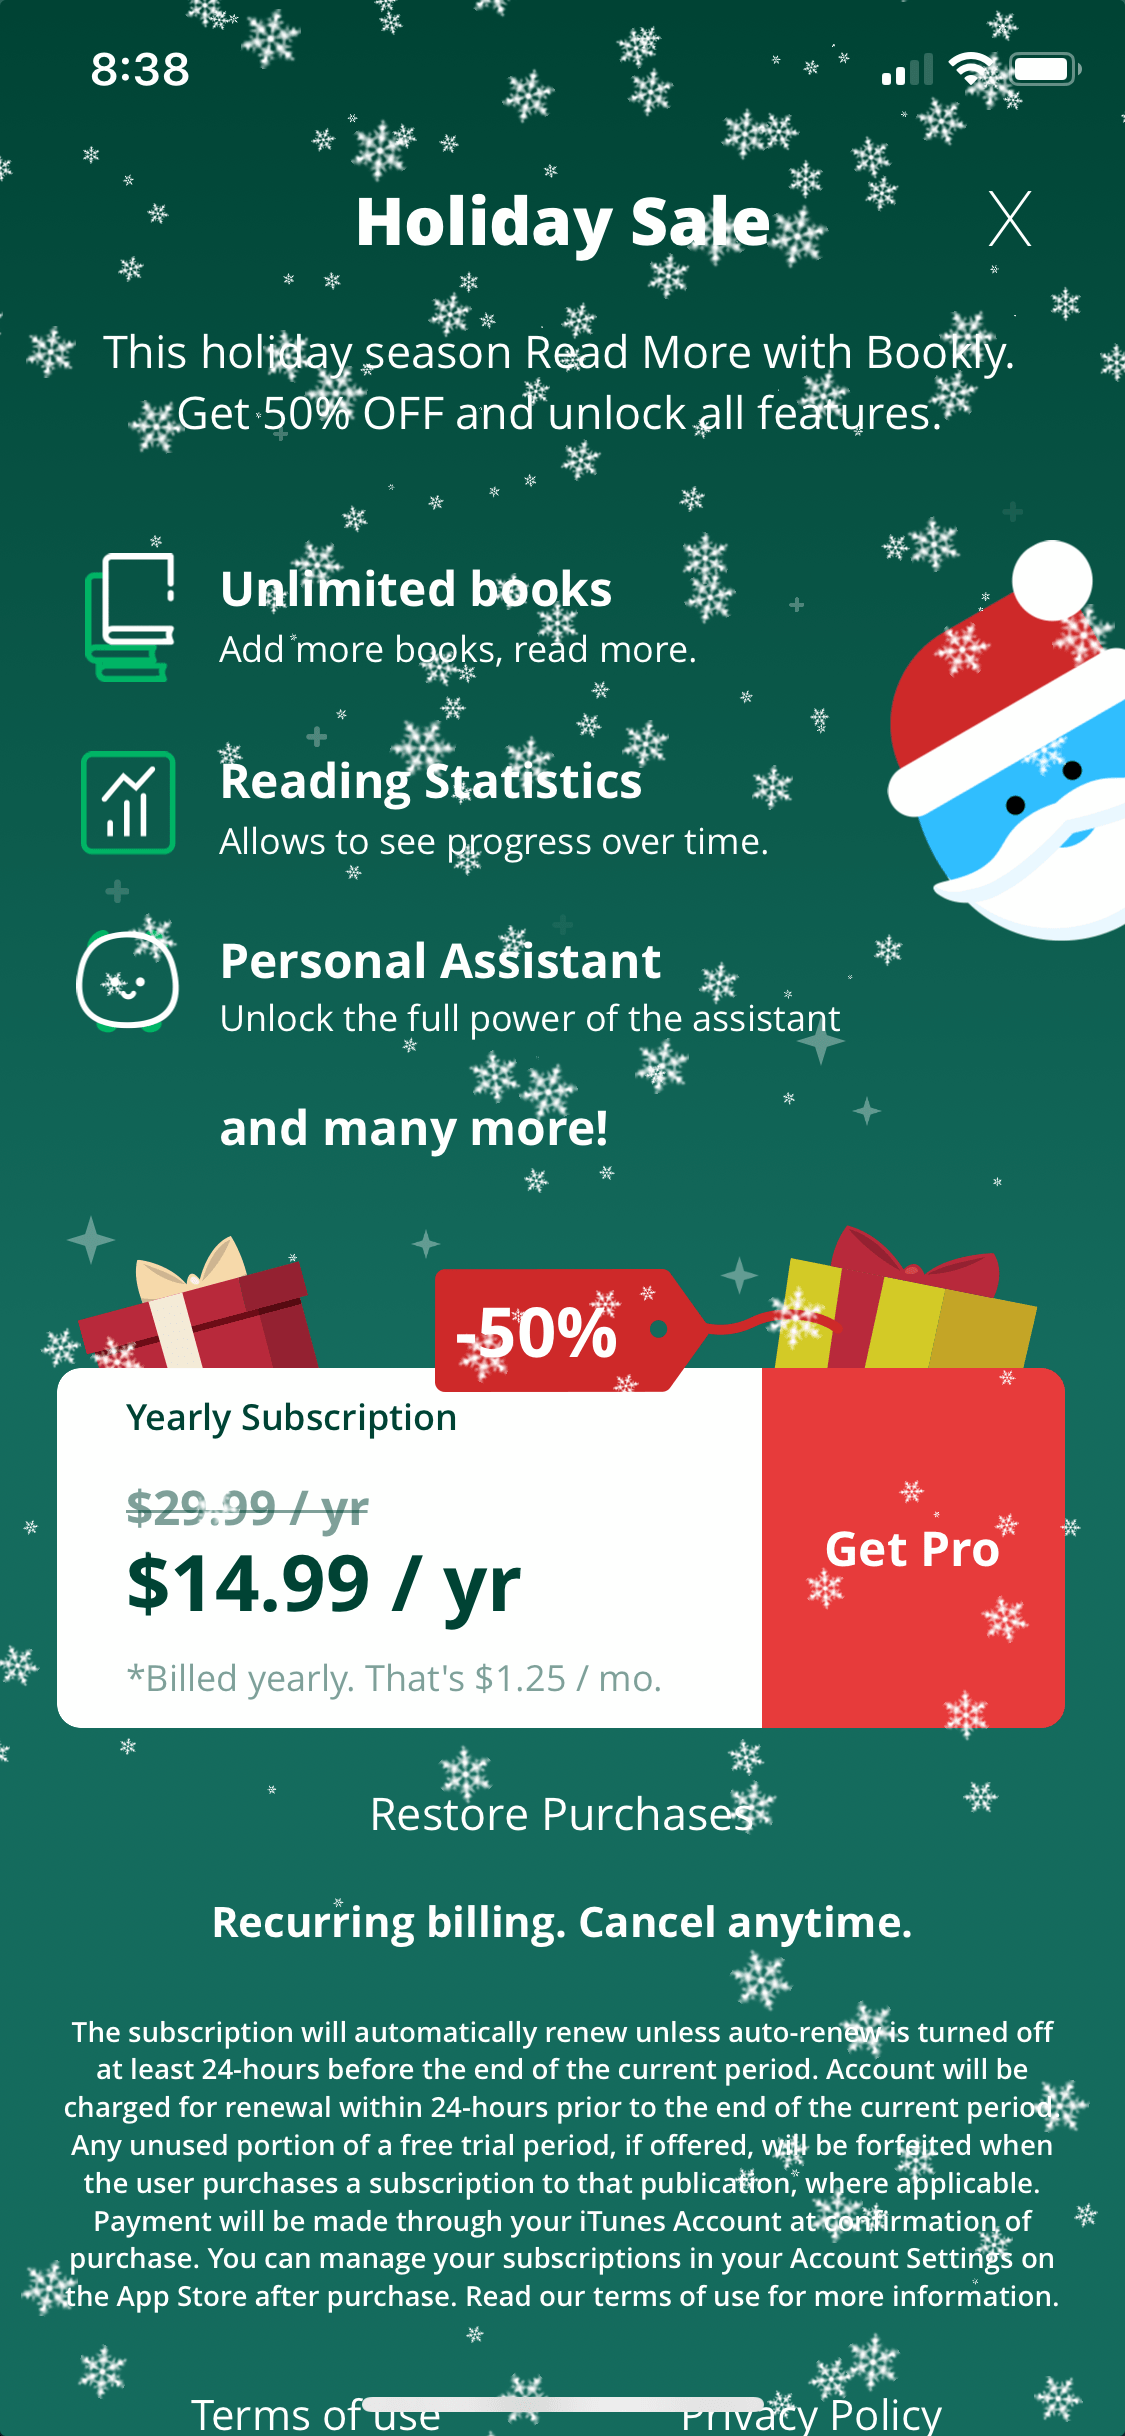 8:38
Holiday Sale
X
This holiday season Read More with Bookly.
Get 50% OFF and unlock all features.
Unlimited books
Add more books, read more.
Reading Statistics
Allows to see progress over time.
Personal Assistant
Unlock the full power of the assistant
and many more!
-50%
Yearly Subscription
$29.99 / yr
$14.99 / yr
*Billed yearly. That's $1.25 / mo.
Get Pro
Restore Purchases
Recurring billing. Cancel anytime.
The subscription will automatically renew unless auto-renew is turned off
at least 24-hours before the end of the current period. Account will be
charged for renewal within 24-hours prior to the end of the current period.
Any unused portion of a free trial period, if offered, will be forfeited when
the user purchases a subscription to that publication, where applicable.
Payment will be made through your iTunes Account at confirmation of
purchase. You can manage your subscriptions in your Account Settings on
the App Store after purchase. Read our terms of use for more information.
Terms of use
Privacy Policy